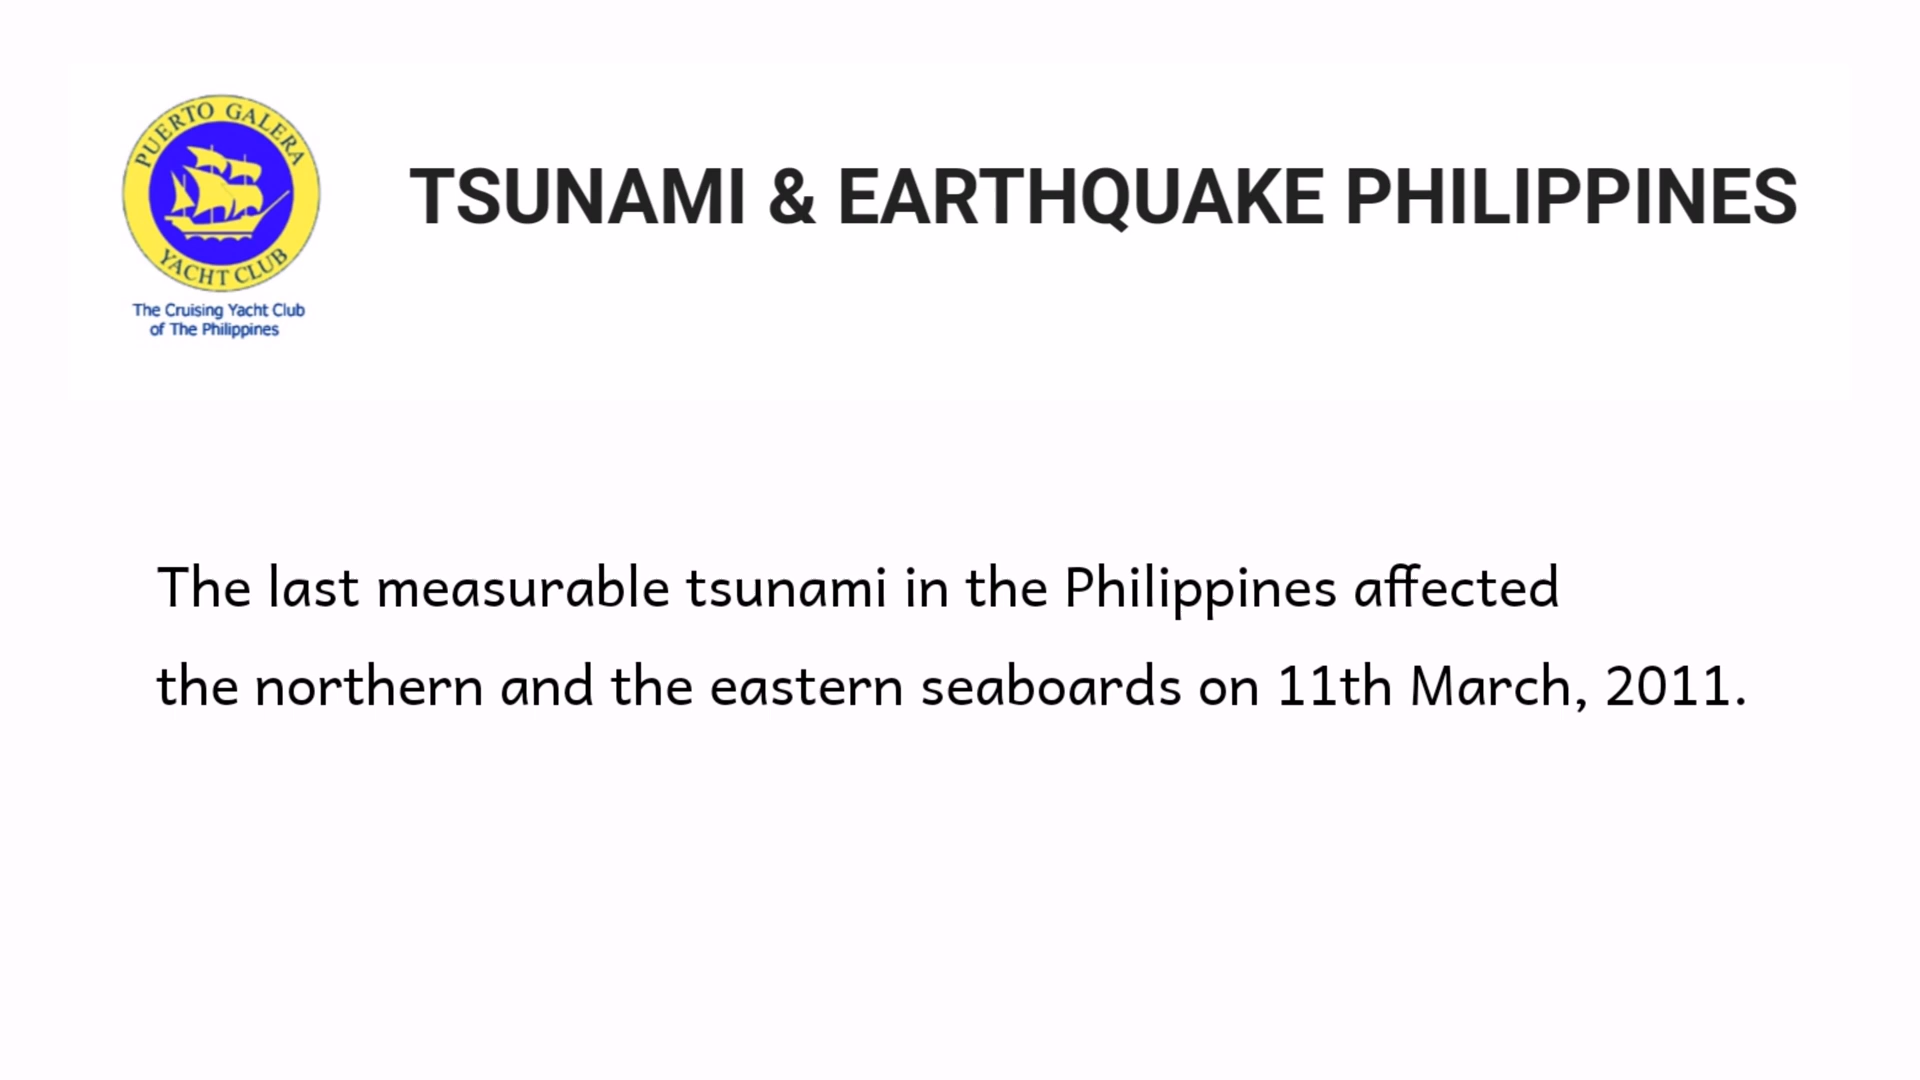 PUERTO GALERA
YACHT CLUB
The Cruising Yacht Club
of The Philippines
TSUNAMI & EARTHQUAKE PHILIPPINES
The last measurable tsunami in the Philippines affected
the northern and the eastern seaboards on 11th March, 2011.